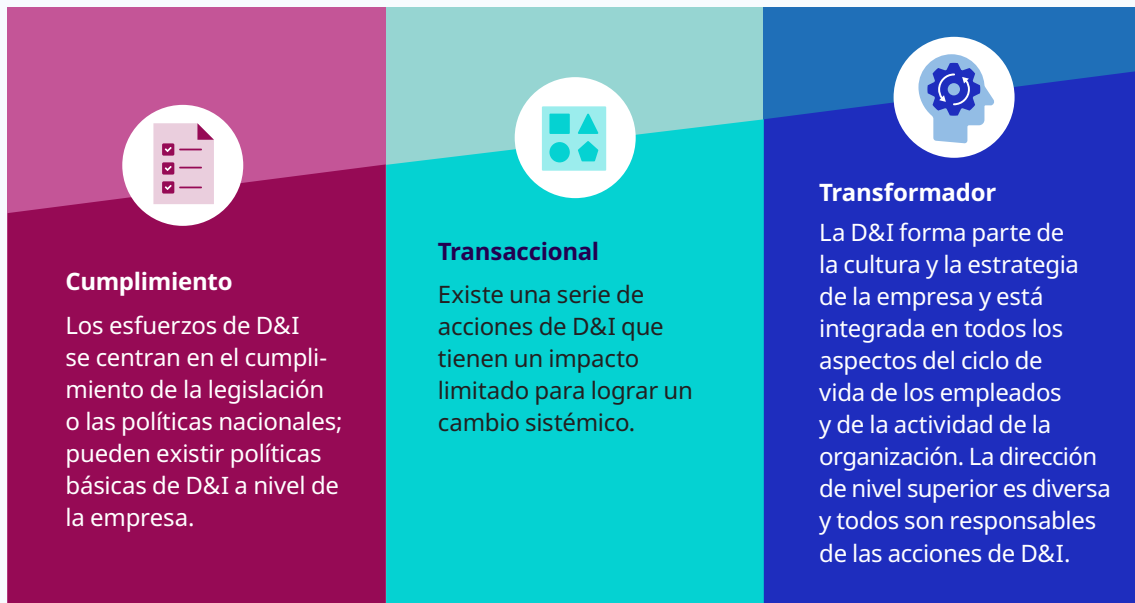 Cumplimiento
Los esfuerzos de D&I
se centran en el cumpli-
miento de la legislación
o las políticas nacionales;
pueden existir políticas
básicas de D&I a nivel de
la empresa.
Transaccional
Existe una serie de
acciones de D&I que
tienen un impacto
limitado para lograr un
cambio sistémico.
Transformador
La D&I forma parte de
la cultura y la estrategia
de la empresa y está
integrada en todos los
aspectos del ciclo de
vida de los empleados
y de la actividad de la
organización. La dirección
de nivel superior es diversa
y todos son responsables
de las acciones de D&I.